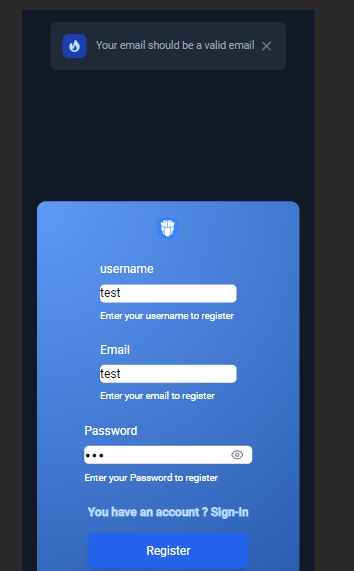 Your email should be a valid email
username
test
Enter your username to register
Email
test
Enter your email to register
Password
•••
Enter your Password to register
You have an account ? Sign-In
Register